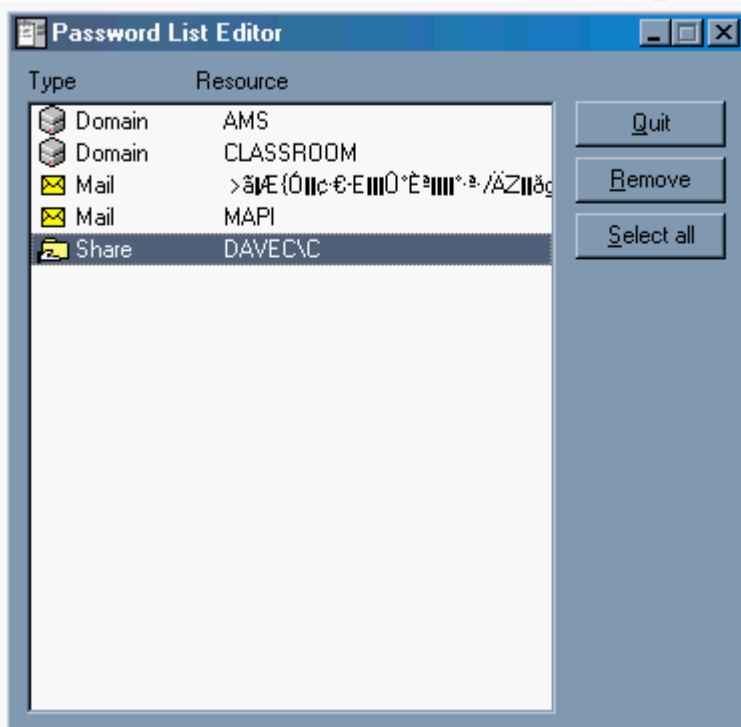 Password List Editor
Type Resource
Domain AMS
Quit
Domain CLASSROOM
Mail
Remove
Mail MAPI
Select all
Share DAVEC\C